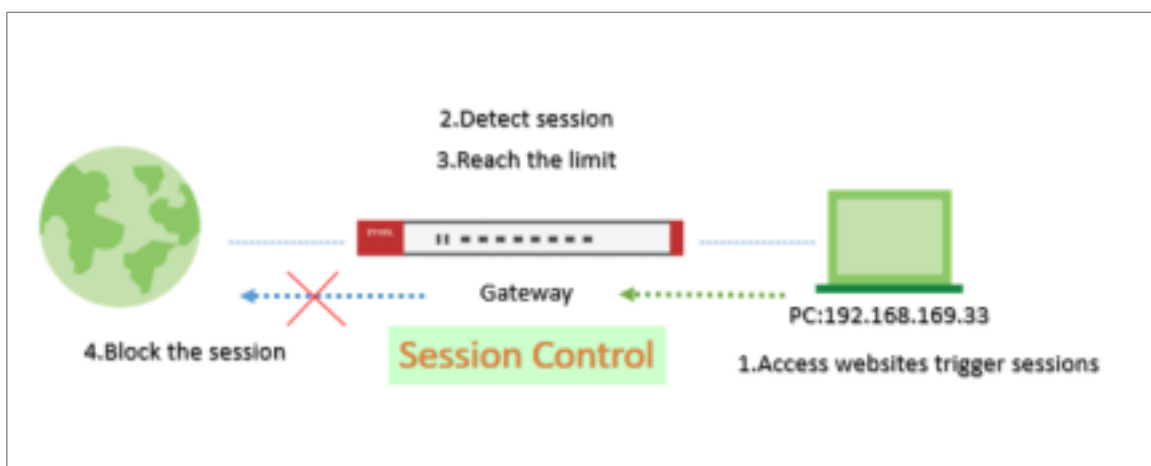 2.Detect session
3.Reach the limit
ZYXEL
Gateway
PC:192.168.169.33
4.Block the session
Session Control
1.Access websites trigger sessions